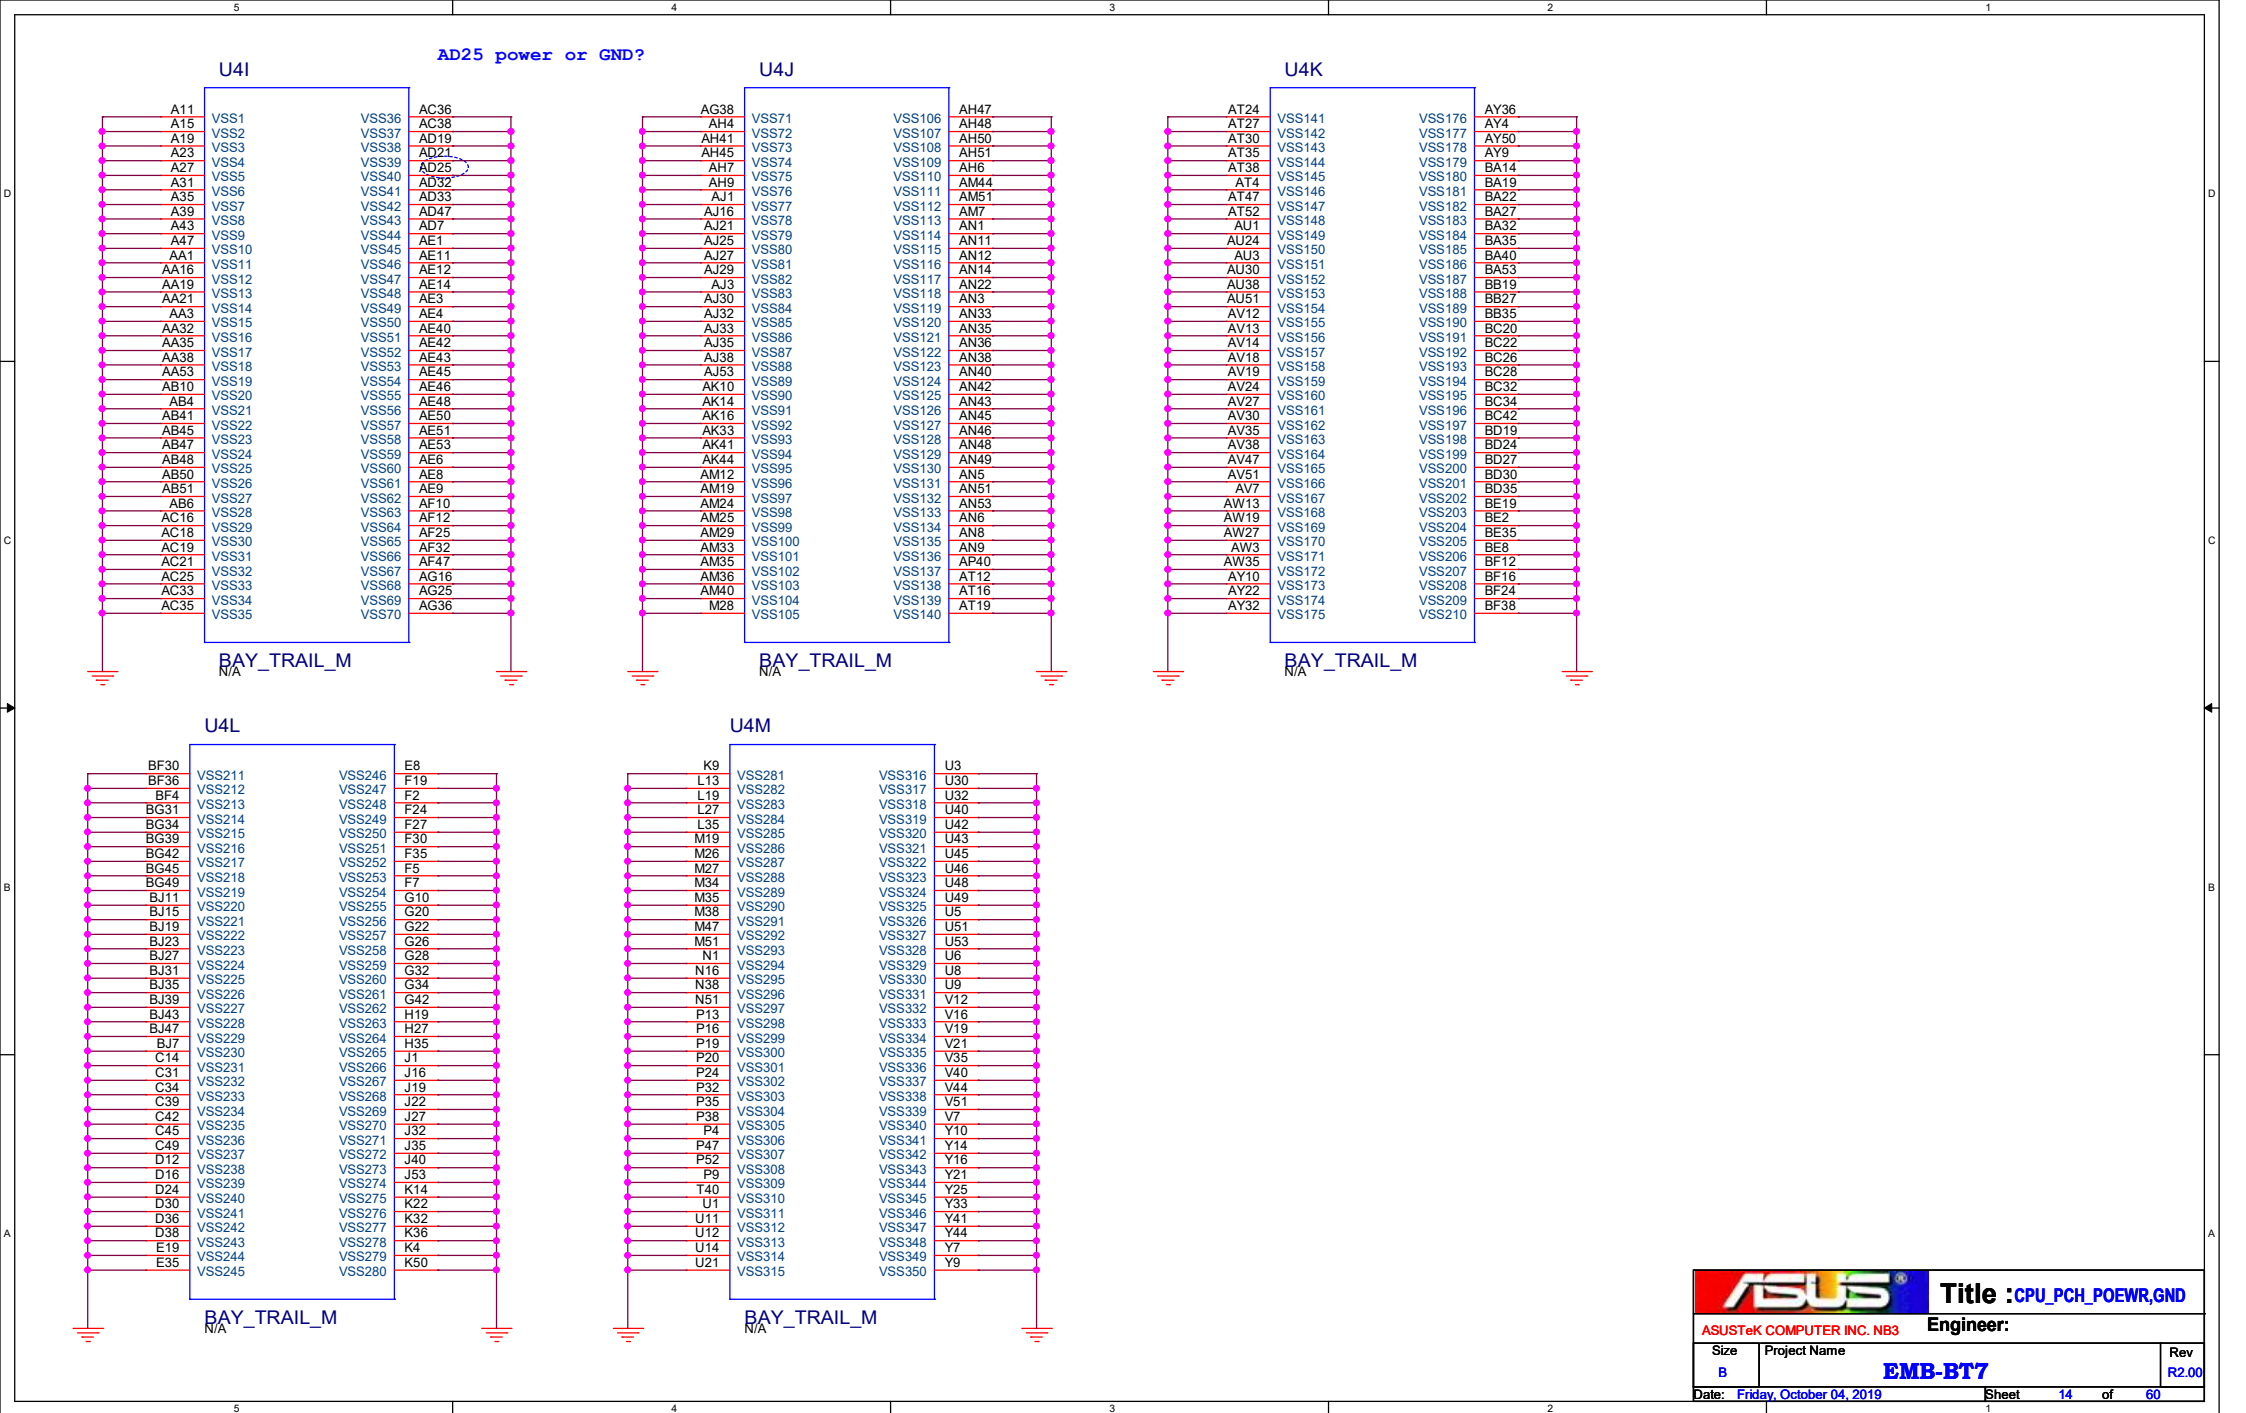 5 4 3 2 1
AD25 power or GND?
U4I
A11 VSS1 VSS36 AC36
A15 VSS2 VSS37 AC38
A19 VSS3 VSS38 AD19
A23 VSS4 VSS39 AD21
A27 VSS5 VSS40 AD25
A31 VSS6 VSS41 AD32
A35 VSS7 VSS42 AD33
A39 VSS8 VSS43 AD47
A43 VSS9 VSS44 AD7
A47 VSS10 VSS45 AE1
AA1 VSS11 VSS46 AE11
AA16 VSS12 VSS47 AE12
AA19 VSS13 VSS48 AE14
AA21 VSS14 VSS49 AE3
AA3 VSS15 VSS50 AE4
AA32 VSS16 VSS51 AE40
AA35 VSS17 VSS52 AE42
AA38 VSS18 VSS53 AE43
AA53 VSS19 VSS54 AE45
AB10 VSS20 VSS55 AE46
AB4 VSS21 VSS56 AE48
AB41 VSS22 VSS57 AE50
AB45 VSS23 VSS58 AE51
AB47 VSS24 VSS59 AE53
AB48 VSS25 VSS60 AE6
AB50 VSS26 VSS61 AE8
AB51 VSS27 VSS62 AE9
AB6 VSS28 VSS63 AF10
AC16 VSS29 VSS64 AF12
AC18 VSS30 VSS65 AF25
AC19 VSS31 VSS66 AF32
AC21 VSS32 VSS67 AF47
AC25 VSS33 VSS68 AG16
AC33 VSS34 VSS69 AG25
AC35 VSS35 VSS70 AG36
BAY_TRAIL_M
N/A
U4J
AG38 VSS71 VSS106 AH47
AH4 VSS72 VSS107 AH48
AH41 VSS73 VSS108 AH50
AH45 VSS74 VSS109 AH51
AH7 VSS75 VSS110 AH6
AH9 VSS76 VSS111 AM44
AJ1 VSS77 VSS112 AM51
AJ16 VSS78 VSS113 AM7
AJ21 VSS79 VSS114 AN1
AJ25 VSS80 VSS115 AN11
AJ27 VSS81 VSS116 AN12
AJ29 VSS82 VSS117 AN14
AJ3 VSS83 VSS118 AN22
AJ30 VSS84 VSS119 AN3
AJ32 VSS85 VSS120 AN33
AJ33 VSS86 VSS121 AN35
AJ35 VSS87 VSS122 AN36
AJ38 VSS88 VSS123 AN38
AJ53 VSS89 VSS124 AN40
AK10 VSS90 VSS125 AN42
AK14 VSS91 VSS126 AN43
AK16 VSS92 VSS127 AN45
AK33 VSS93 VSS128 AN46
AK41 VSS94 VSS129 AN48
AK44 VSS95 VSS130 AN49
AM12 VSS96 VSS131 AN5
AM19 VSS97 VSS132 AN51
AM24 VSS98 VSS133 AN53
AM25 VSS99 VSS134 AN6
AM29 VSS100 VSS135 AN8
AM33 VSS101 VSS136 AN9
AM35 VSS102 VSS137 AP40
AM36 VSS103 VSS138 AT12
AM40 VSS104 VSS139 AT16
M28 VSS105 VSS140 AT19
BAY_TRAIL_M
N/A
U4K
AT24 VSS141 VSS176 AY36
AT27 VSS142 VSS177 AY4
AT30 VSS143 VSS178 AY50
AT35 VSS144 VSS179 AY9
AT38 VSS145 VSS180 BA14
AT4 VSS146 VSS181 BA19
AT47 VSS147 VSS182 BA22
AT52 VSS148 VSS183 BA27
AU1 VSS149 VSS184 BA32
AU24 VSS150 VSS185 BA35
AU3 VSS151 VSS186 BA40
AU30 VSS152 VSS187 BA53
AU38 VSS153 VSS188 BB19
AU51 VSS154 VSS189 BB27
AV12 VSS155 VSS190 BB35
AV13 VSS156 VSS191 BC20
AV14 VSS157 VSS192 BC22
AV18 VSS158 VSS193 BC26
AV19 VSS159 VSS194 BC28
AV24 VSS160 VSS195 BC32
AV27 VSS161 VSS196 BC34
AV30 VSS162 VSS197 BC42
AV35 VSS163 VSS198 BD19
AV38 VSS164 VSS199 BD24
AV47 VSS165 VSS200 BD27
AV51 VSS166 VSS201 BD30
AV7 VSS167 VSS202 BD35
AW13 VSS168 VSS203 BE19
AW19 VSS169 VSS204 BE2
AW27 VSS170 VSS205 BE35
AW3 VSS171 VSS206 BE8
AW35 VSS172 VSS207 BF12
AY10 VSS173 VSS208 BF16
AY22 VSS174 VSS209 BF24
AY32 VSS175 VSS210 BF38
BAY_TRAIL_M
N/A
U4L
BF30 VSS211 VSS246 E8
BF36 VSS212 VSS247 F19
BF4 VSS213 VSS248 F2
BG31 VSS214 VSS249 F24
BG34 VSS215 VSS250 F27
BG39 VSS216 VSS251 F30
BG42 VSS217 VSS252 F35
BG45 VSS218 VSS253 F5
BG49 VSS219 VSS254 F7
BJ11 VSS220 VSS255 G10
BJ15 VSS221 VSS256 G20
BJ19 VSS222 VSS257 G22
BJ23 VSS223 VSS258 G26
BJ27 VSS224 VSS259 G28
BJ31 VSS225 VSS260 G32
BJ35 VSS226 VSS261 G34
BJ39 VSS227 VSS262 G42
BJ43 VSS228 VSS263 H19
BJ47 VSS229 VSS264 H27
BJ7 VSS230 VSS265 H35
C14 VSS231 VSS266 J1
C31 VSS232 VSS267 J16
C34 VSS233 VSS268 J19
C39 VSS234 VSS269 J22
C42 VSS235 VSS270 J27
C45 VSS236 VSS271 J32
C49 VSS237 VSS272 J35
D12 VSS238 VSS273 J40
D16 VSS239 VSS274 J53
D24 VSS240 VSS275 K14
D30 VSS241 VSS276 K22
D36 VSS242 VSS277 K32
D38 VSS243 VSS278 K36
E19 VSS244 VSS279 K4
E35 VSS245 VSS280 K50
BAY_TRAIL_M
N/A
U4M
K9 VSS281 VSS316 U3
L13 VSS282 VSS317 U30
L19 VSS283 VSS318 U32
L27 VSS284 VSS319 U40
L35 VSS285 VSS320 U42
M19 VSS286 VSS321 U43
M26 VSS287 VSS322 U45
M27 VSS288 VSS323 U46
M34 VSS289 VSS324 U48
M35 VSS290 VSS325 U49
M38 VSS291 VSS326 U5
M47 VSS292 VSS327 U51
M51 VSS293 VSS328 U53
N1 VSS294 VSS329 U6
N16 VSS295 VSS330 U8
N38 VSS296 VSS331 U9
N51 VSS297 VSS332 V12
P13 VSS298 VSS333 V16
P16 VSS299 VSS334 V19
P19 VSS300 VSS335 V21
P20 VSS301 VSS336 V35
P24 VSS302 VSS337 V40
P32 VSS303 VSS338 V44
P35 VSS304 VSS339 V51
P38 VSS305 VSS340 V7
P4 VSS306 VSS341 Y10
P47 VSS307 VSS342 Y14
P52 VSS308 VSS343 Y16
P9 VSS309 VSS344 Y21
T40 VSS310 VSS345 Y25
U1 VSS311 VSS346 Y33
U11 VSS312 VSS347 Y41
U12 VSS313 VSS348 Y44
U14 VSS314 VSS349 Y7
U21 VSS315 VSS350 Y9
BAY_TRAIL_M
N/A
D D
C C
B B
A A
ASUS ® Title : CPU_PCH_POEWR,GND
ASUSTeK COMPUTER INC. NB3 Engineer:
Size Project Name Rev
B EMB-BT7 R2.00
Date: Friday, October 04, 2019 Sheet 14 of 60
5 4 3 2 1